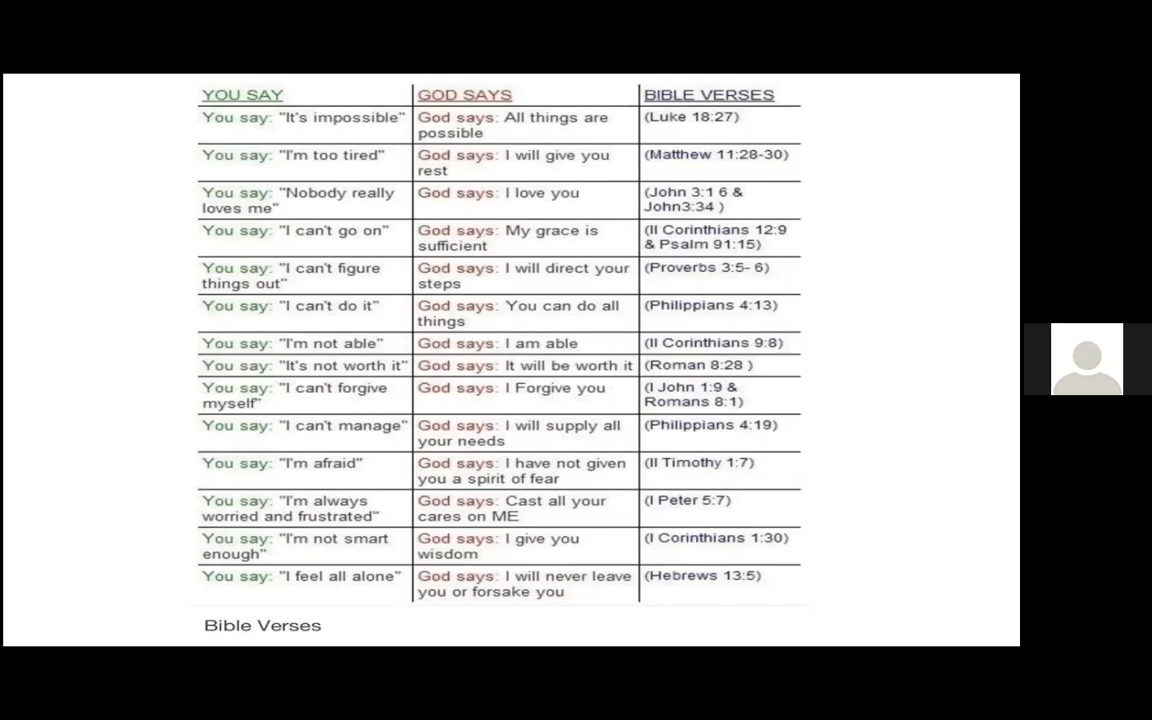 YOU SAY GOD SAYS BIBLE VERSES
You say: "It's impossible" God says: All things are (Luke 18:27)
possible
You say: "I'm too tired" God says: I will give you (Matthew 11:28-30)
rest
You say: "Nobody really God says: I love you (John 3:1 6 &
loves me" John3:34 )
You say: "I can't go on" God says: My grace is (II Corinthians 12:9
sufficient & Psalm 91:15)
You say: "I can't figure God says: I will direct your (Proverbs 3:5- 6)
things out" steps
You say: "I can't do it" God says: You can do all (Philippians 4:13)
things
You say: "I'm not able" God says: I am able (II Corinthians 9:8)
You say: "It's not worth it" God says: It will be worth it (Roman 8:28 )
You say: "I can't forgive God says: I Forgive you (I John 1:9 &
myself" Romans 8:1)
You say: "I can't manage" God says: I will supply all (Philippians 4:19)
your needs
You say: "I'm afraid" God says: I have not given (II Timothy 1:7)
you a spirit of fear
You say: "I'm always God says: Cast all your (I Peter 5:7)
worried and frustrated" cares on ME
You say: "I'm not smart God says: I give you (I Corinthians 1:30)
enough" wisdom
You say: "I feel all alone" God says: I will never leave (Hebrews 13:5)
you or forsake you
Bible Verses